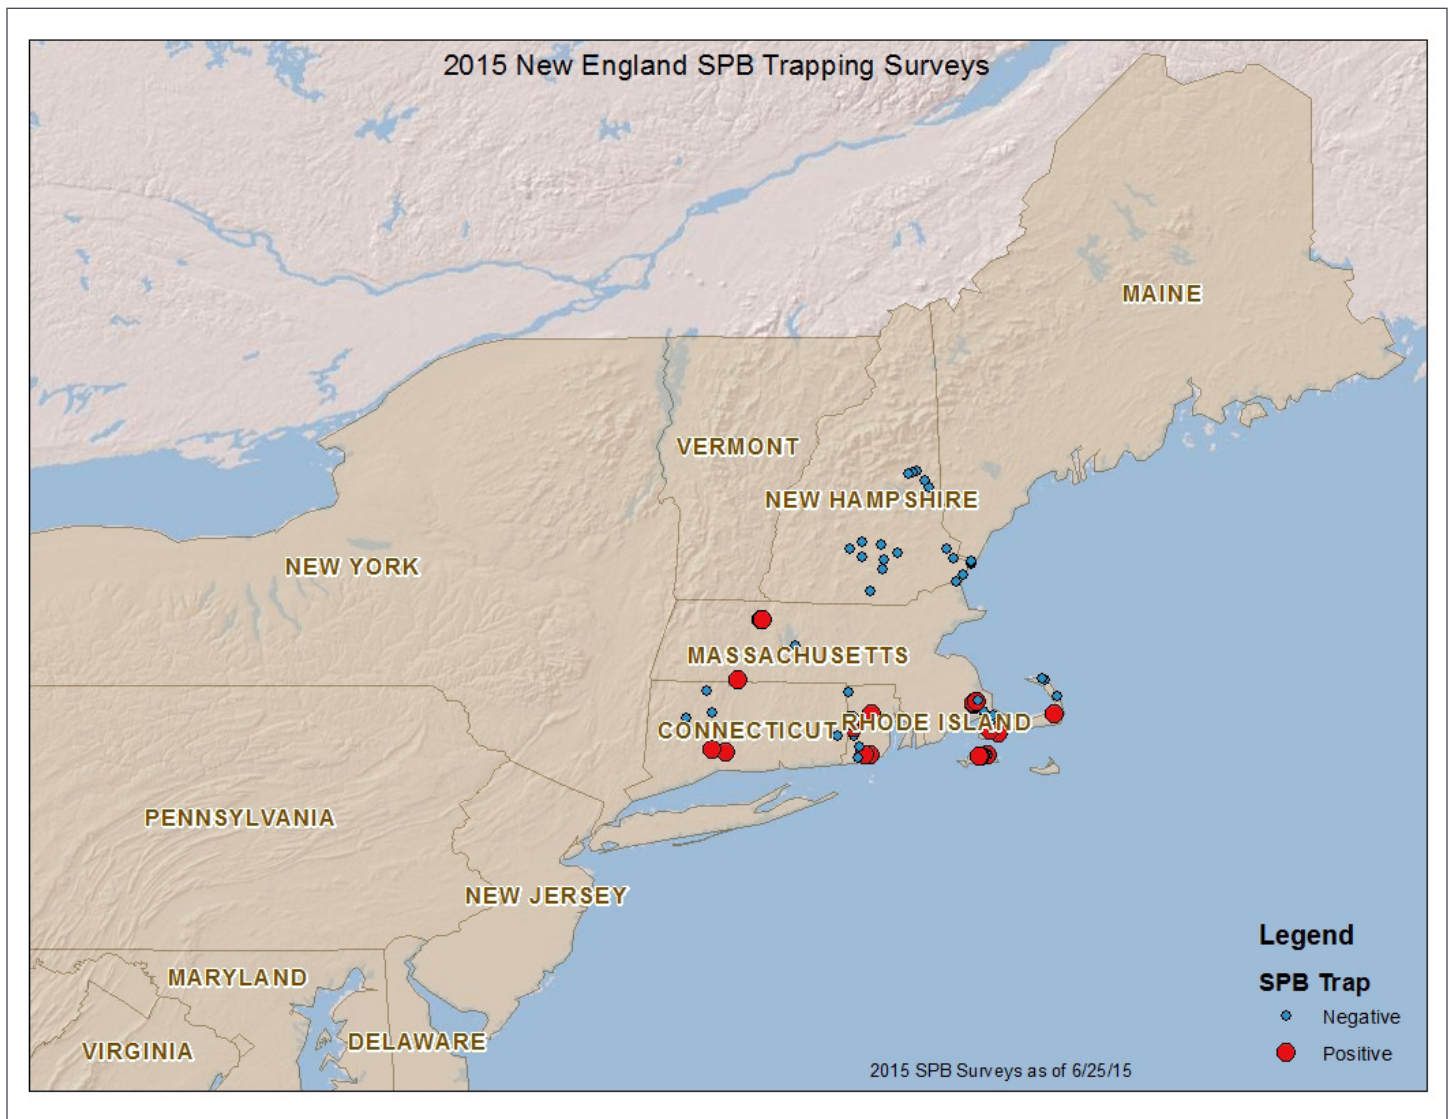 2015 New England SPB Trapping Surveys
MAINE
VERMONT
NEW HAMPSHIRE
NEW YORK
MASSACHUSETTS
CONNECTICUT
RHODE ISLAND
PENNSYLVANIA
NEW JERSEY
MARYLAND
DELAWARE
VIRGINIA
Legend
SPB Trap
Negative
Positive
2015 SPB Surveys as of 6/25/15